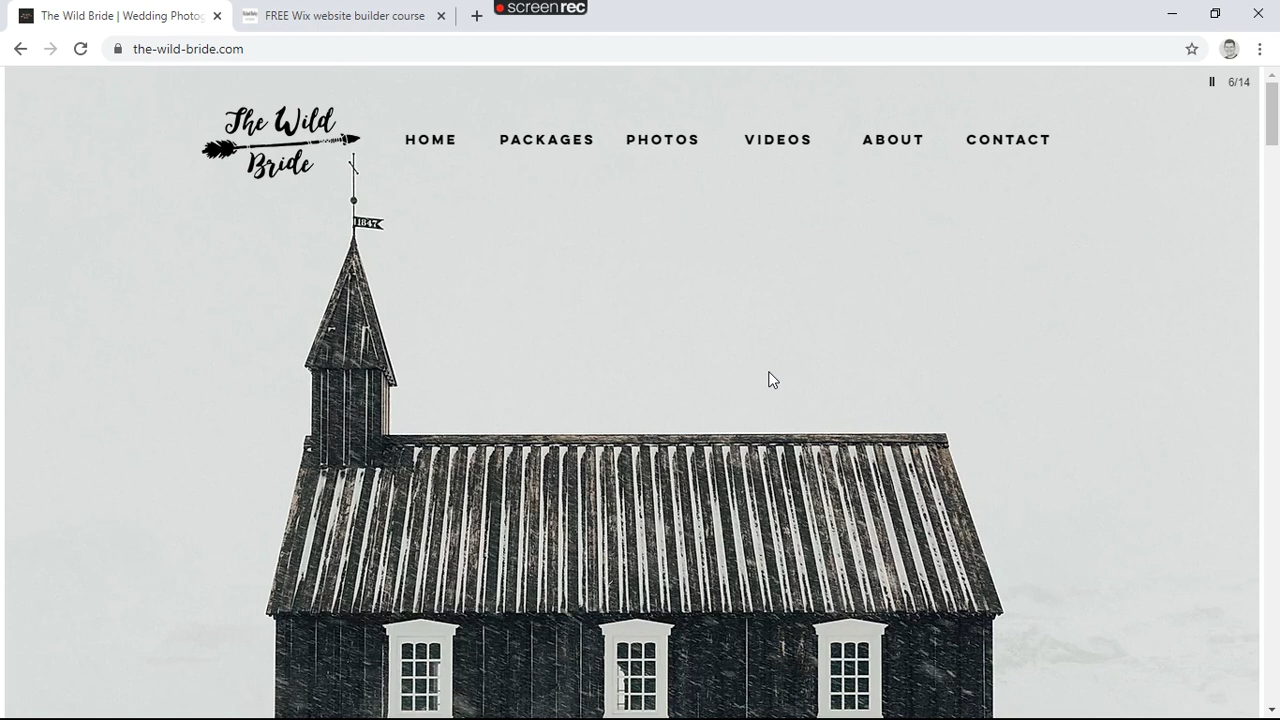 screenrec
The Wild Bride | Wedding Photog
FREE Wix website builder course
the-wild-bride.com
6/14
The Wild
Bride
HOME PACKAGES PHOTOS VIDEOS ABOUT CONTACT
1847